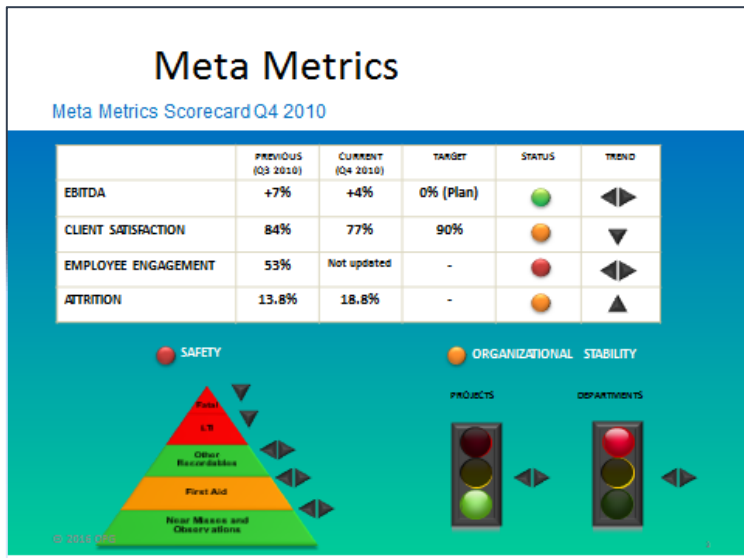 Meta Metrics
Meta Metrics Scorecard Q4 2010
PREVIOUS (Q3 2010) CURRENT (Q4 2010) TARGET STATUS TREND
EBITDA +7% +4% 0% (Plan)
CLIENT SATISFACTION 84% 77% 90%
EMPLOYEE ENGAGEMENT 53% Not updated -
ATTRITION 13.8% 18.8% -
SAFETY
ORGANIZATIONAL STABILITY
PROJECTS
DEPARTMENTS
Other
Recordables
First Aid
Near Misses and
Observations